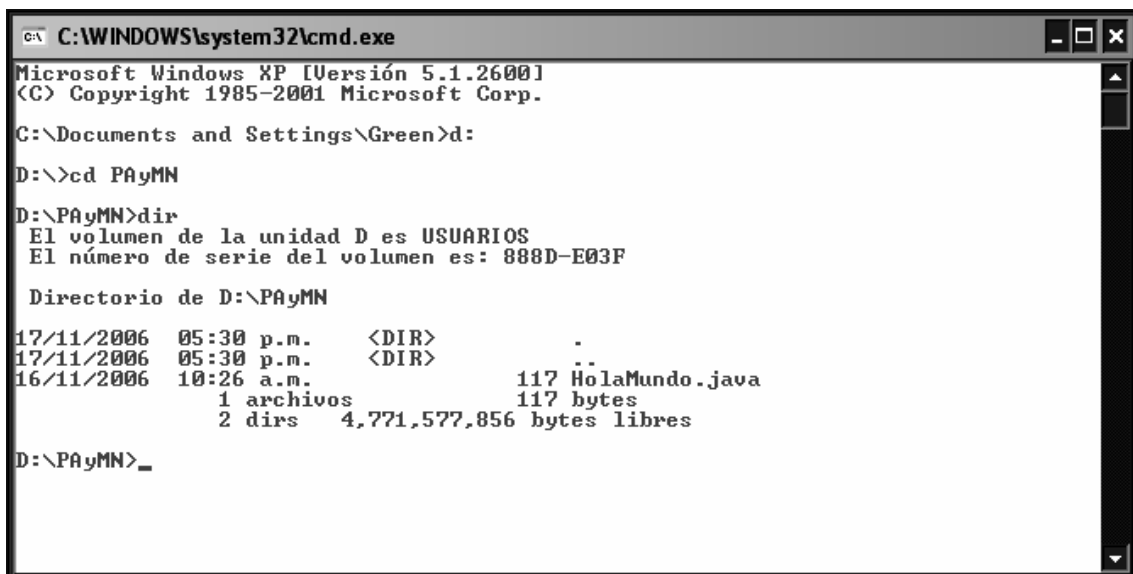 C:\WINDOWS\system32\cmd.exe
Microsoft Windows XP [Versión 5.1.2600]
(C) Copyright 1985-2001 Microsoft Corp.
C:\Documents and Settings\Green>d:
D:\>cd PAyMN
D:\PAyMN>dir
El volumen de la unidad D es USUARIOS
El número de serie del volumen es: 888D-E03F
Directorio de D:\PAyMN
17/11/2006  05:30 p.m.    <DIR>          .
17/11/2006  05:30 p.m.    <DIR>          ..
16/11/2006  10:26 a.m.               117 HolaMundo.java
1 archivos            117 bytes
2 dirs   4,771,577,856 bytes libres
D:\PAyMN>_